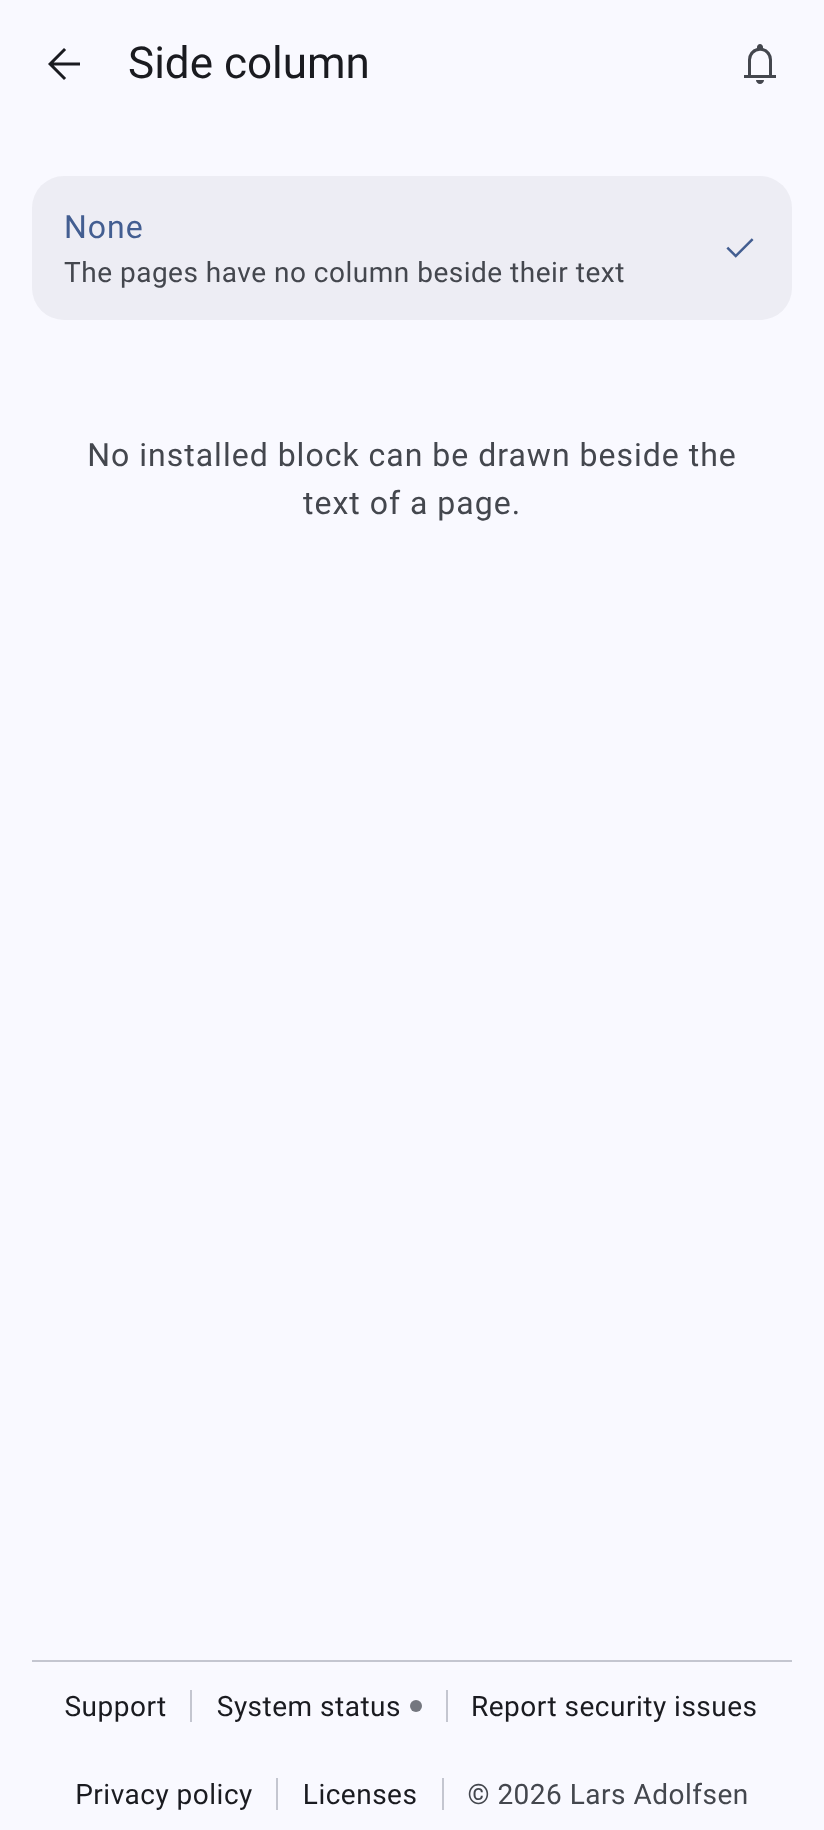 Side column
None
The pages have no column beside their text
No installed block can be drawn beside the
text of a page.
Support System status Report security issues
Privacy policy Licenses © 2026 Lars Adolfsen